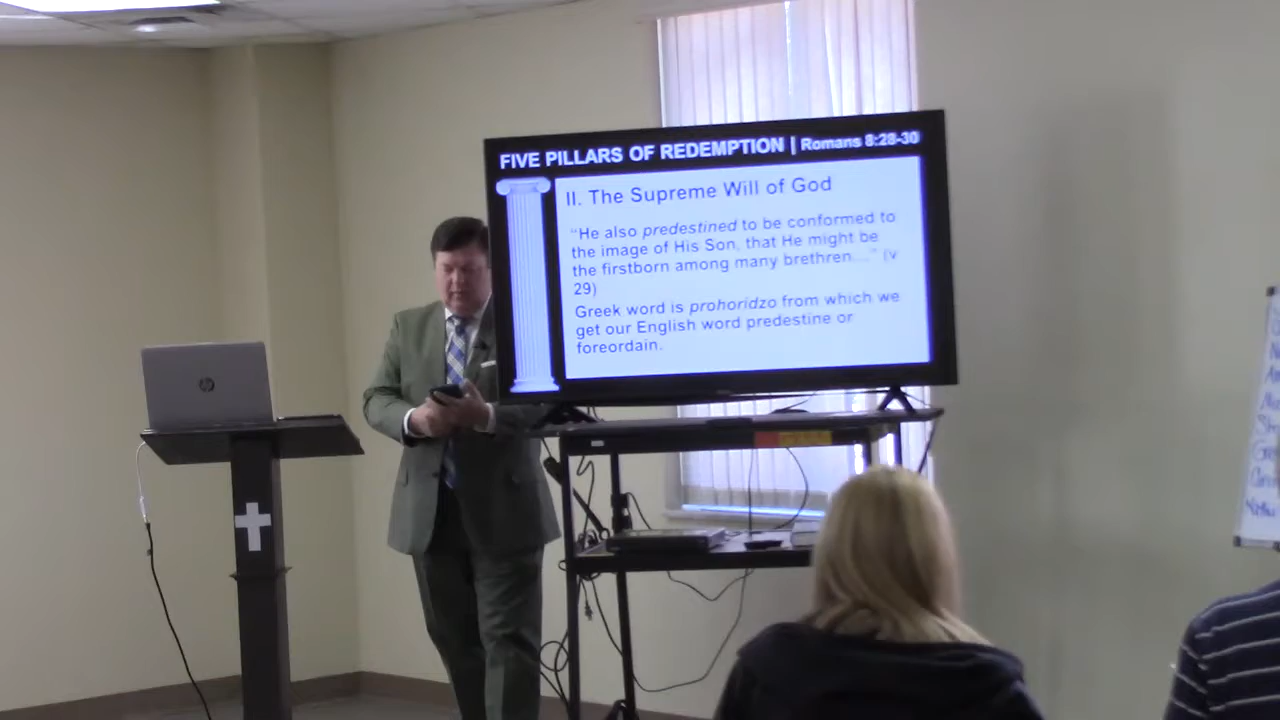 FIVE PILLARS OF REDEMPTION | Romans 8:28-30
II. The Supreme Will of God
"He also predestined to be conformed to
the image of His Son, that He might be
the firstborn among many brethren...." (v
29)
Greek word is prohoridzo from which we
get our English word predestine or
foreordain.
hp